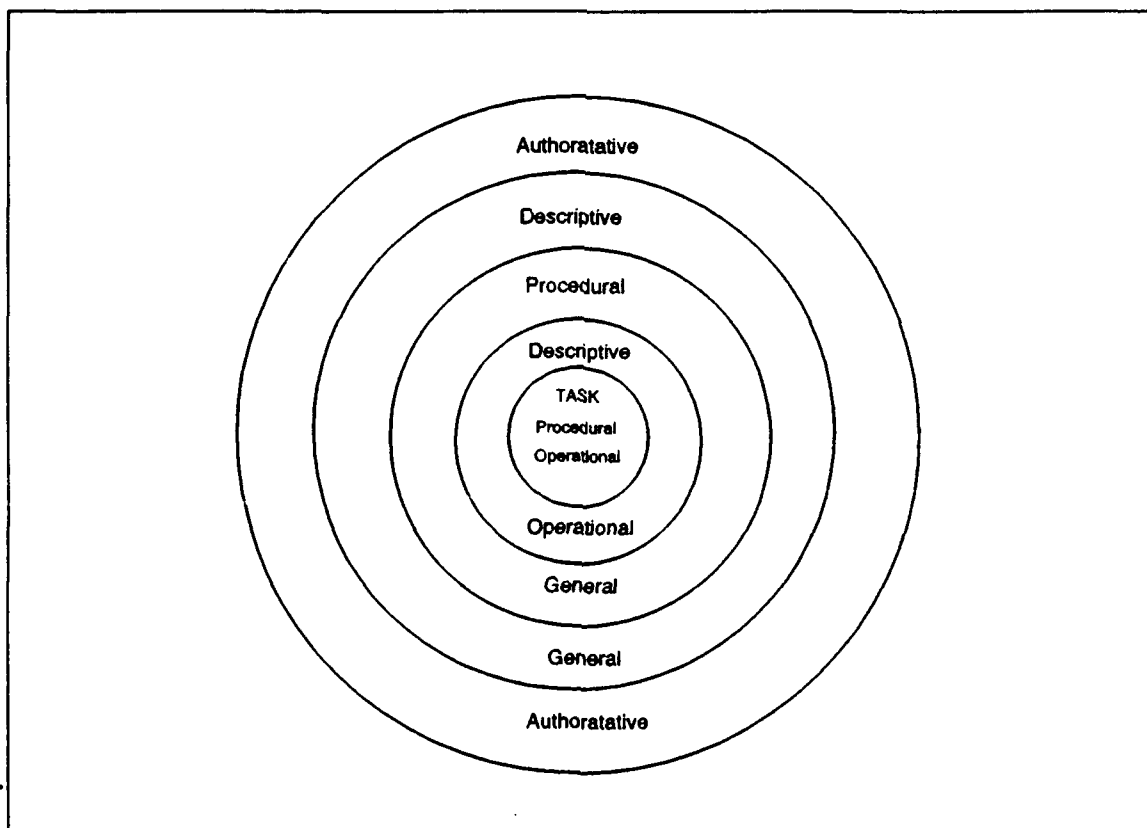 Authoratative
Descriptive
Procedural
Descriptive
TASK
Procedural
Operational
Operational
General
General
Authoratative